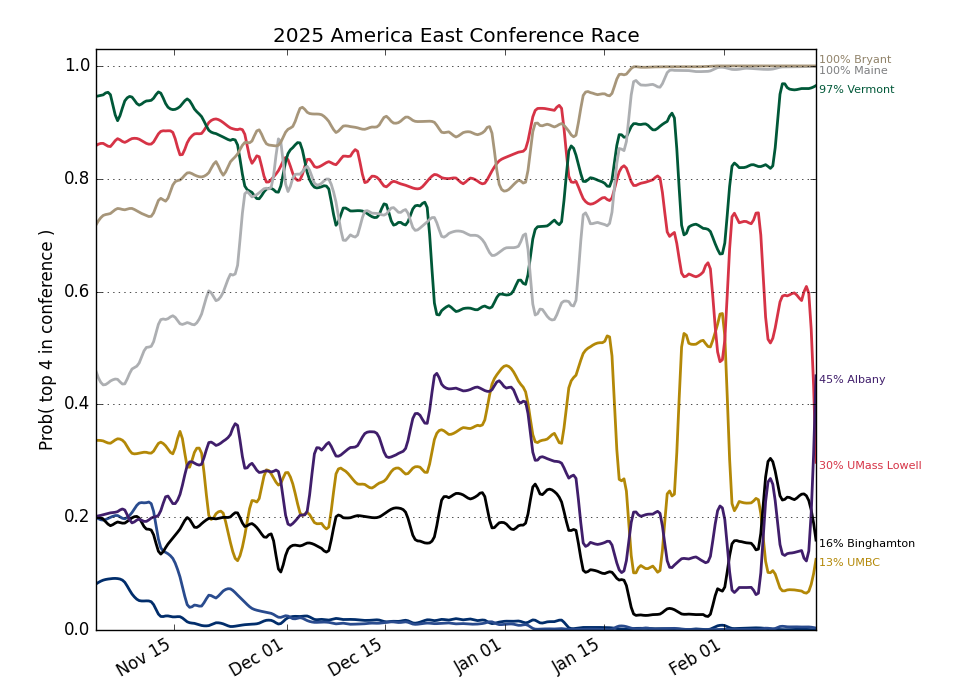 2025 America East Conference Race
Prob( top 4 in conference )
1.0
0.8
0.6
0.4
0.2
0.0
Nov 15
Dec 01
Dec 15
Jan 01
Jan 15
Feb 01
100% Bryant
100% Maine
97% Vermont
45% Albany
30% UMass Lowell
16% Binghamton
13% UMBC